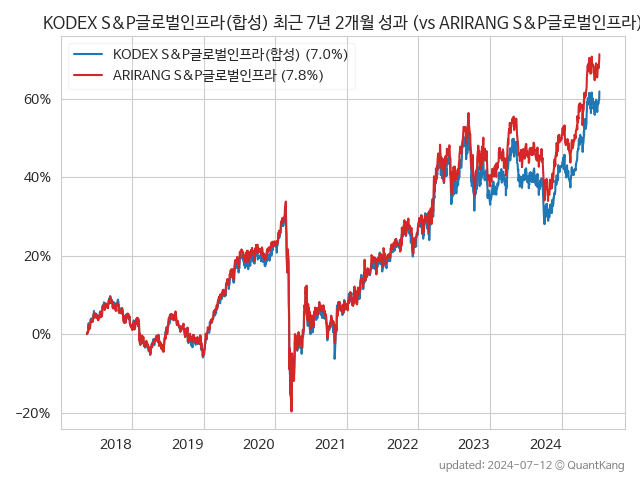 KODEX S&P글로벌인프라(합성) 최근 7년 2개월 성과 (vs ARIRANG S&P글로벌인프라)
KODEX S&P글로벌인프라(합성) (7.0%)
ARIRANG S&P글로벌인프라 (7.8%)
60%
40%
20%
0%
−20%
2018 2019 2020 2021 2022 2023 2024
updated: 2024-07-12 © QuantKang